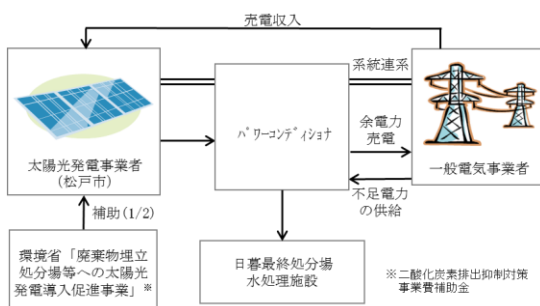 売電収入
系統連系
パワーコンディショナ
余電力
売電
太陽光発電事業者
(松戸市)
一般電気事業者
不足電力
の供給
補助(1/2)
環境省「廃棄物埋立
処分場等への太陽光
発電導入促進事業」※
日暮最終処分場
水処理施設
※二酸化炭素排出抑制対策
事業費補助金